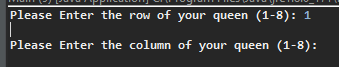 Please Enter the row of your queen (1-8): 1
Please Enter the column of your queen (1-8):